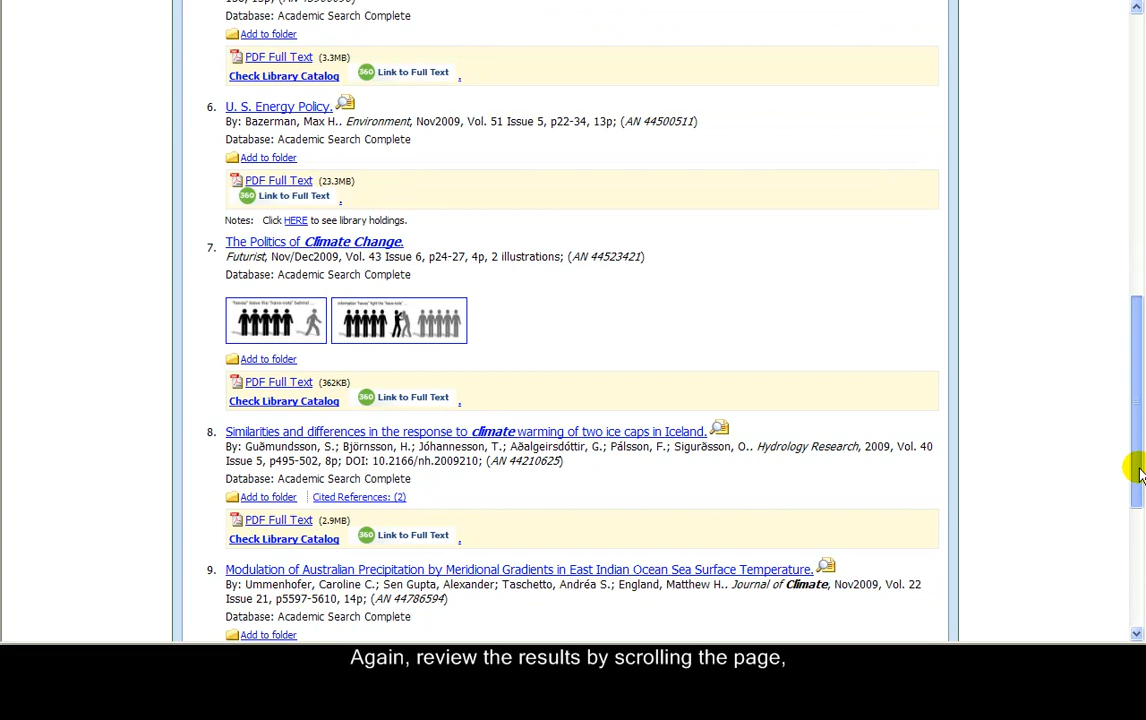 Database: Academic Search Complete
Add to folder
PDF Full Text (3.3MB)
Check Library Catalog 360 Link to Full Text .
6. U. S. Energy Policy.
By: Bazerman, Max H.. Environment, Nov2009, Vol. 51 Issue 5, p22-34, 13p; (AN 44500511)
Database: Academic Search Complete
Add to folder
PDF Full Text (23.3MB)
360 Link to Full Text .
Notes: Click HERE to see library holdings.
7. The Politics of Climate Change.
Futurist, Nov/Dec2009, Vol. 43 Issue 6, p24-27, 4p, 2 illustrations; (AN 44523421)
Database: Academic Search Complete
Add to folder
PDF Full Text (362KB)
Check Library Catalog 360 Link to Full Text .
8. Similarities and differences in the response to climate warming of two ice caps in Iceland.
By: Guðmundsson, S.; Björnsson, H.; Jóhannesson, T.; Aðalgeirsdóttir, G.; Pálsson, F.; Sigurðsson, O.. Hydrology Research, 2009, Vol. 40
Issue 5, p495-502, 8p; DOI: 10.2166/nh.2009210; (AN 44210625)
Database: Academic Search Complete
Add to folder Cited References: (2)
PDF Full Text (2.9MB)
Check Library Catalog 360 Link to Full Text .
9. Modulation of Australian Precipitation by Meridional Gradients in East Indian Ocean Sea Surface Temperature.
By: Ummenhofer, Caroline C.; Sen Gupta, Alexander; Taschetto, Andréa S.; England, Matthew H.. Journal of Climate, Nov2009, Vol. 22
Issue 21, p5597-5610, 14p; (AN 44786594)
Database: Academic Search Complete
Add to folder
Again, review the results by scrolling the page,